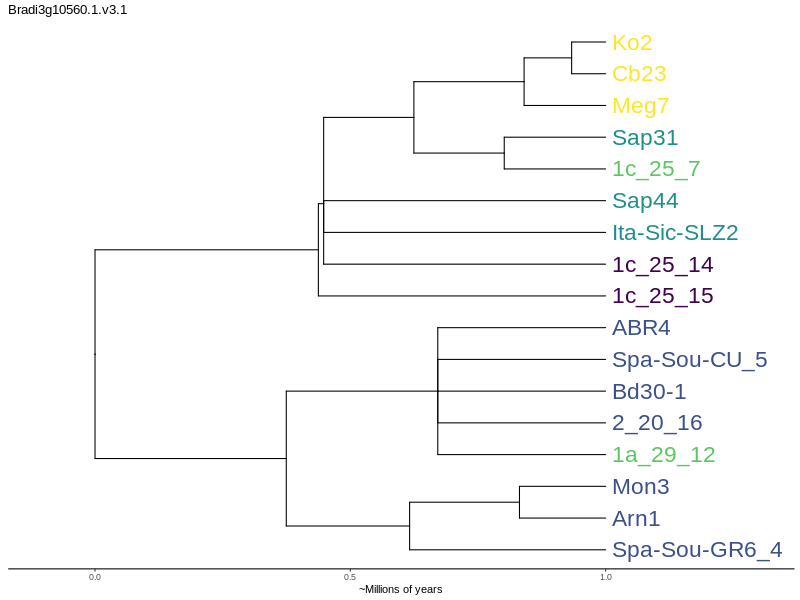 Bradi3g10560.1.v3.1
Ko2
Cb23
Meg7
Sap31
1c_25_7
Sap44
Ita-Sic-SLZ2
1c_25_14
1c_25_15
ABR4
Spa-Sou-CU_5
Bd30-1
2_20_16
1a_29_12
Mon3
Arn1
Spa-Sou-GR6_4
0.0 0.5 1.0
~Millions of years